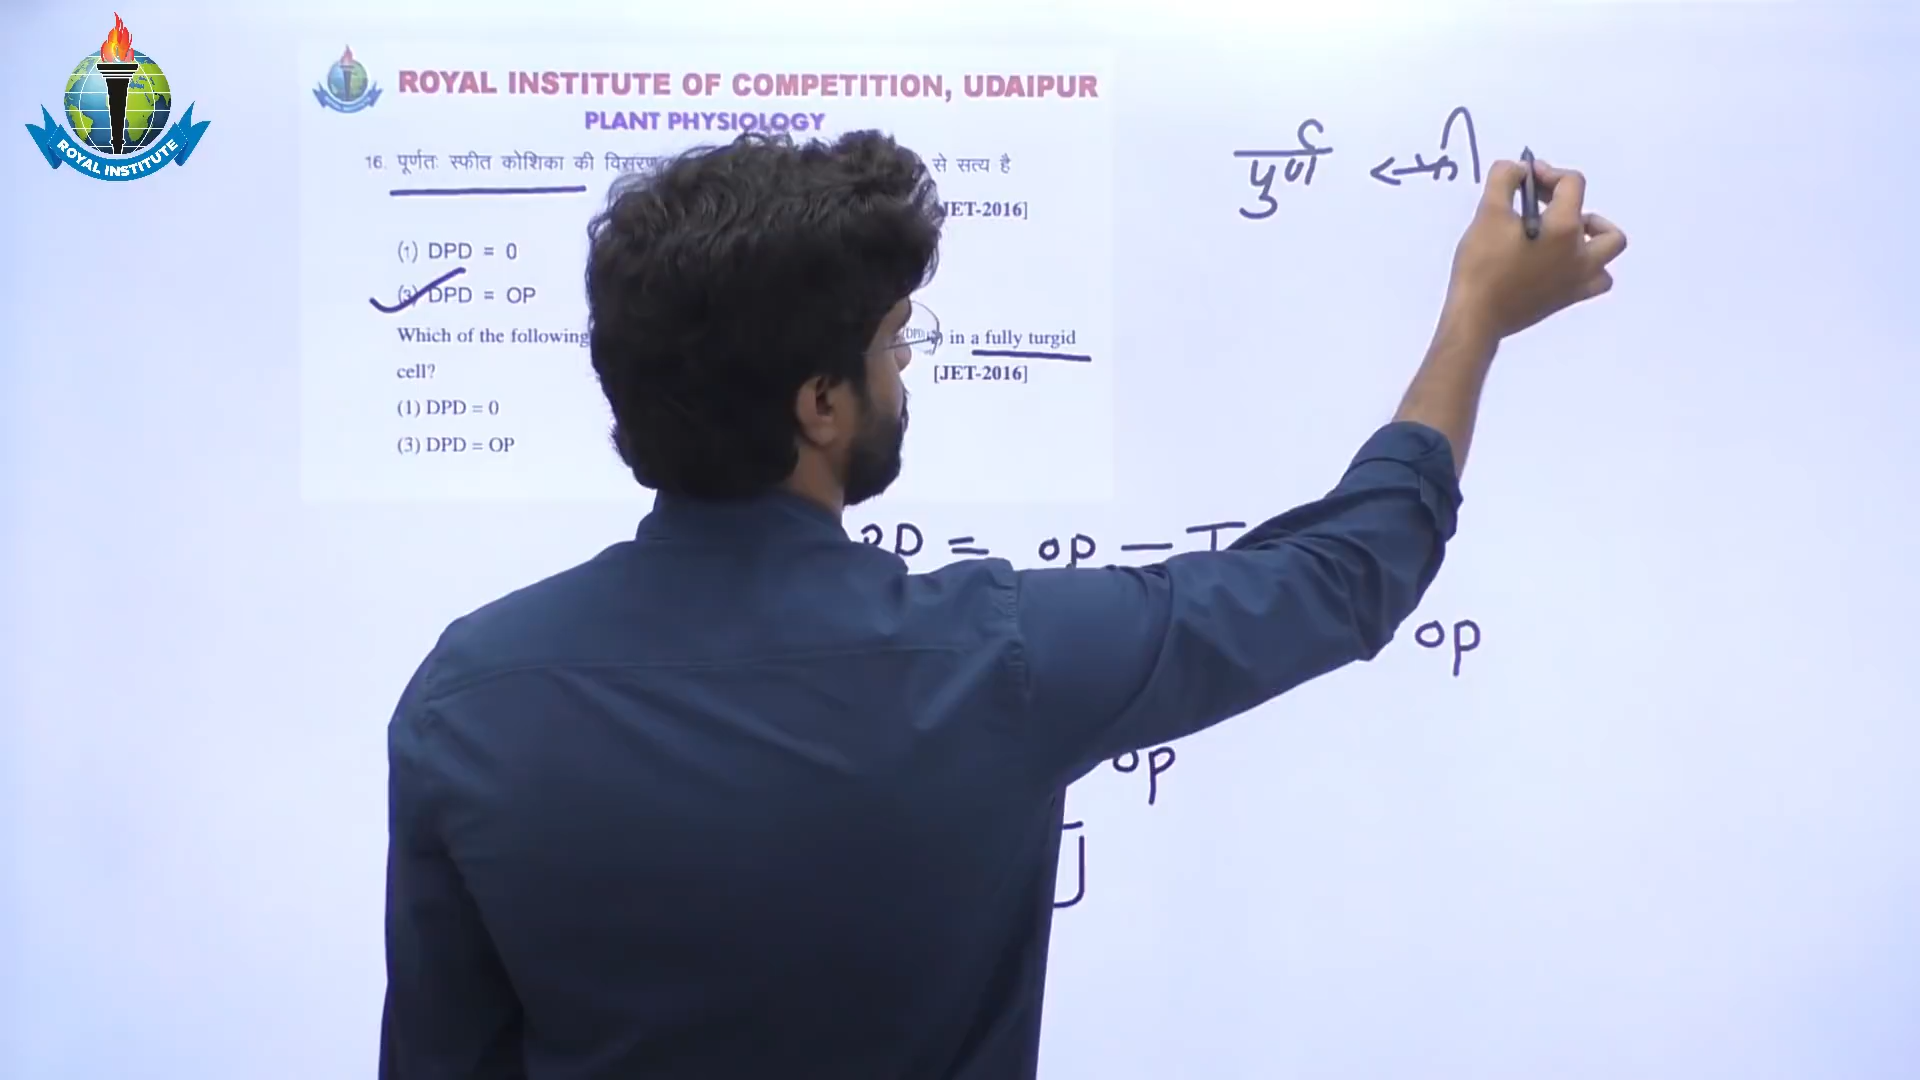 ROYAL INSTITUTE
ROYAL INSTITUTE OF COMPETITION, UDAIPUR
PLANT PHYSIOLOGY
16. पूर्णतः स्फीत कोशिका की विसरण से सत्य है
JET-2016]
(1) DPD = 0
(3) DPD = OP
Which of the following (DPD) in a fully turgid
cell?
[JET-2016]
(1) DPD = 0
(3) DPD = OP
पुर्ण स्फी
PD = OP - T
OP
OP